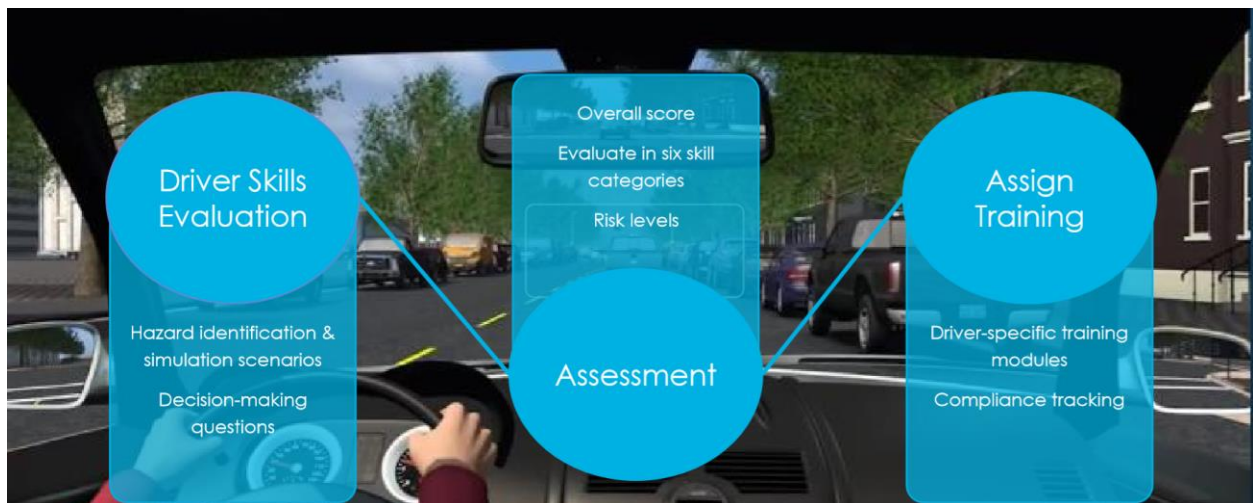 Driver Skills
Evaluation
Hazard identification &
simulation scenarios
Decision-making
questions
Overall score
Evaluate in six skill
categories
Risk levels
Assessment
Assign
Training
Driver-specific training
modules
Compliance tracking